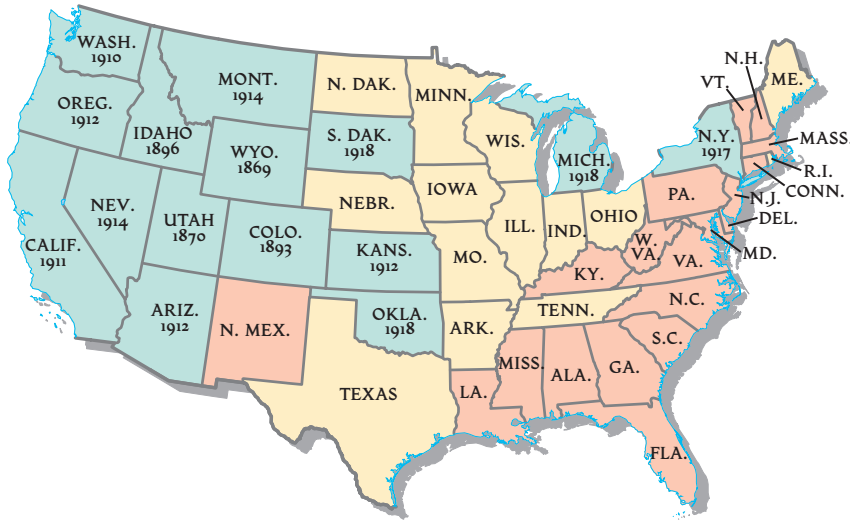 WASH.
1910
OREG.
1912
IDAHO
1896
MONT.
1914
N. DAK.
MINN.
S. DAK.
1918
WYO.
1869
NEBR.
IOWA
WIS.
MICH.
1918
N.Y.
1917
VT.
N.H.
ME.
MASS.
R.I.
CONN.
N.J.
DEL.
MD.
PA.
OHIO
IND.
ILL.
NEV.
1914
CALIF.
1911
UTAH
1870
COLO.
1893
KANS.
1912
MO.
KY.
W.
VA.
VA.
N.C.
TENN.
S.C.
ARIZ.
1912
N. MEX.
OKLA.
1918
ARK.
TEXAS
LA.
MISS.
ALA.
GA.
FLA.